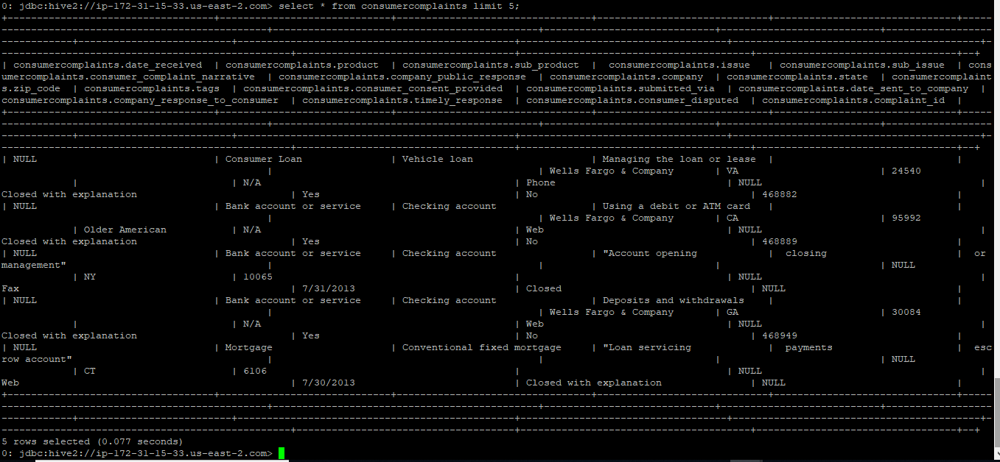 0: jdbc:hive2://ip-172-31-15-33.us-east-2.com> select * from consumercomplaints limit 5;
| consumercomplaints.date_received | consumercomplaints.product | consumercomplaints.sub_product | consumercomplaints.issue | consumercomplaints.sub_issue | cons
umercomplaints.consumer_complaint_narrative | consumercomplaints.company_public_response | consumercomplaints.company | consumercomplaints.state | consumercomplaint
s.zip_code | consumercomplaints.tags | consumercomplaints.consumer_consent_provided | consumercomplaints.submitted_via | consumercomplaints.date_sent_to_company |
consumercomplaints.company_response_to_consumer | consumercomplaints.timely_response | consumercomplaints.consumer_disputed | consumercomplaints.complaint_id |
| NULL | Consumer Loan | Vehicle loan | Managing the loan or lease | |
| | Wells Fargo & Company | VA | 24540
| | N/A | Phone | NULL |
Closed with explanation | Yes | No | 468882 |
| NULL | Bank account or service | Checking account | Using a debit or ATM card | |
| | Wells Fargo & Company | CA | 95992
| Older American | N/A | Web | NULL |
Closed with explanation | Yes | No | 468889 |
| NULL | Bank account or service | Checking account | "Account opening | closing | or
management" | | | | NULL
| NY | 10065 | | NULL |
Fax | 7/31/2013 | Closed | NULL |
| NULL | Bank account or service | Checking account | Deposits and withdrawals | |
| | Wells Fargo & Company | GA | 30084
| | N/A | Web | NULL |
Closed with explanation | Yes | No | 468949 |
| NULL | Mortgage | Conventional fixed mortgage | "Loan servicing | payments | esc
row account" | | | | NULL
| CT | 6106 | | NULL |
Web | 7/30/2013 | Closed with explanation | NULL |
5 rows selected (0.077 seconds)
0: jdbc:hive2://ip-172-31-15-33.us-east-2.com>